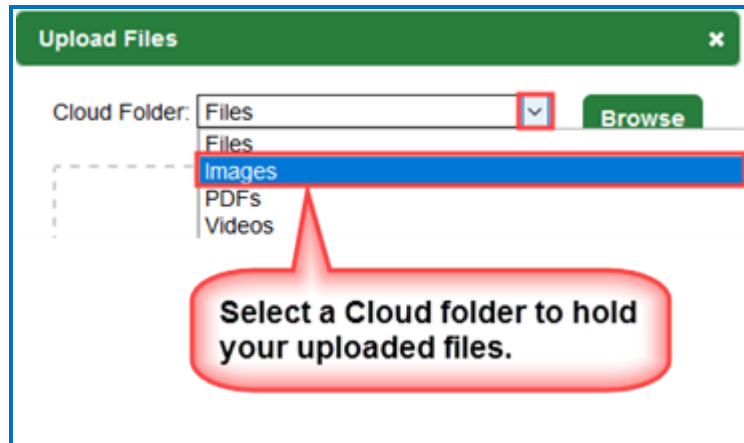 Upload Files ×
Cloud Folder: Files Browse
Files
Images
PDFs
Videos
Select a Cloud folder to hold
your uploaded files.